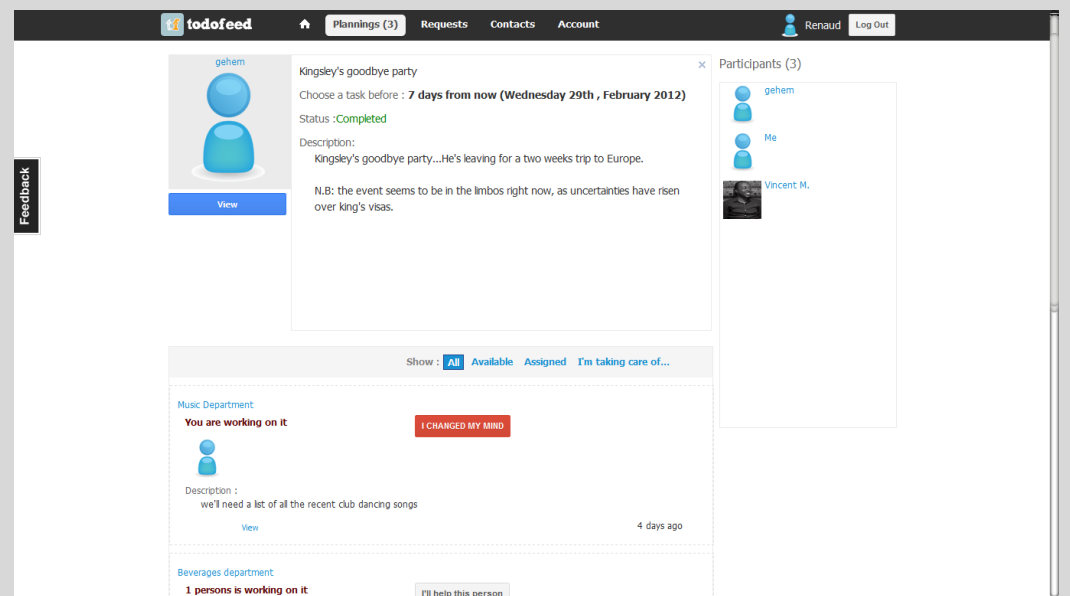 tf todofeed
Plannings (3) Requests Contacts Account
Renaud Log Out
gehem
View
Kingsley's goodbye party
×
Choose a task before : 7 days from now (Wednesday 29th , February 2012)
Status :Completed
Description:
Kingsley's goodbye party...He's leaving for a two weeks trip to Europe.
N.B: the event seems to be in the limbos right now, as uncertainties have risen
over king's visas.
Participants (3)
gehem
Me
Vincent M.
Feedback
Show : All Available Assigned I'm taking care of...
Music Department
You are working on it
I CHANGED MY MIND
Description :
we'll need a list of all the recent club dancing songs
View
4 days ago
Beverages department
1 persons is working on it
I'll help this person